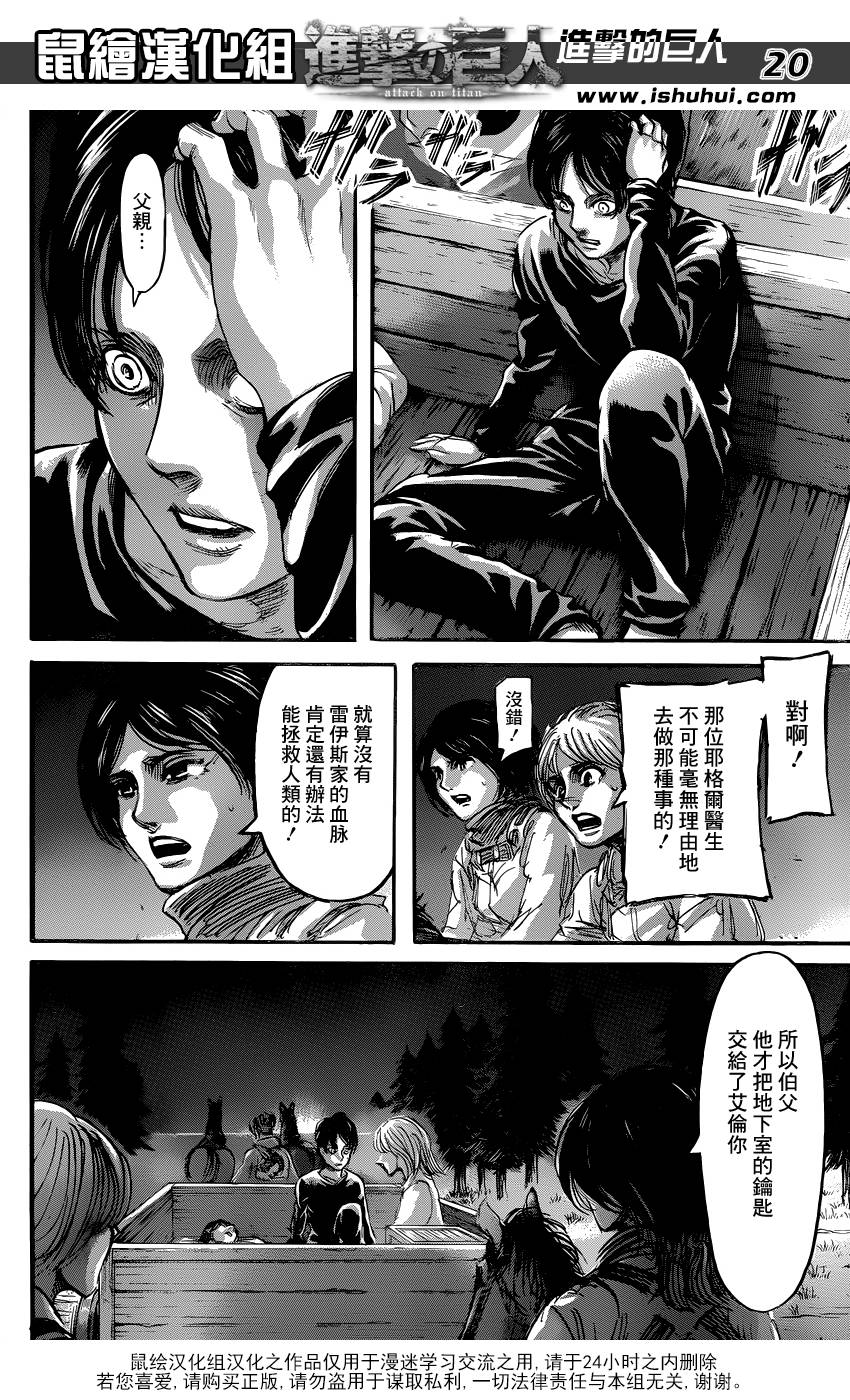 鼠繪漢化組
進撃の巨人
attack on titan
進擊的巨人
www.ishuhui.com
20
ガ
ガ
ガ
ガ
父親…
對啊！
那位耶格爾醫生
不可能毫無理由地
去做那種事的！
沒錯！
就算沒有
雷伊斯家的血脉
肯定還有辦法
能拯救人類的！
所以伯父
他才把地下室的鑰匙
交給了艾倫你
鼠绘汉化组汉化之作品仅用于漫迷学习交流之用, 请于24小时之内删除
若您喜爱, 请购买正版, 请勿盗用于谋取私利, 一切法律责任与本组无关, 谢谢。